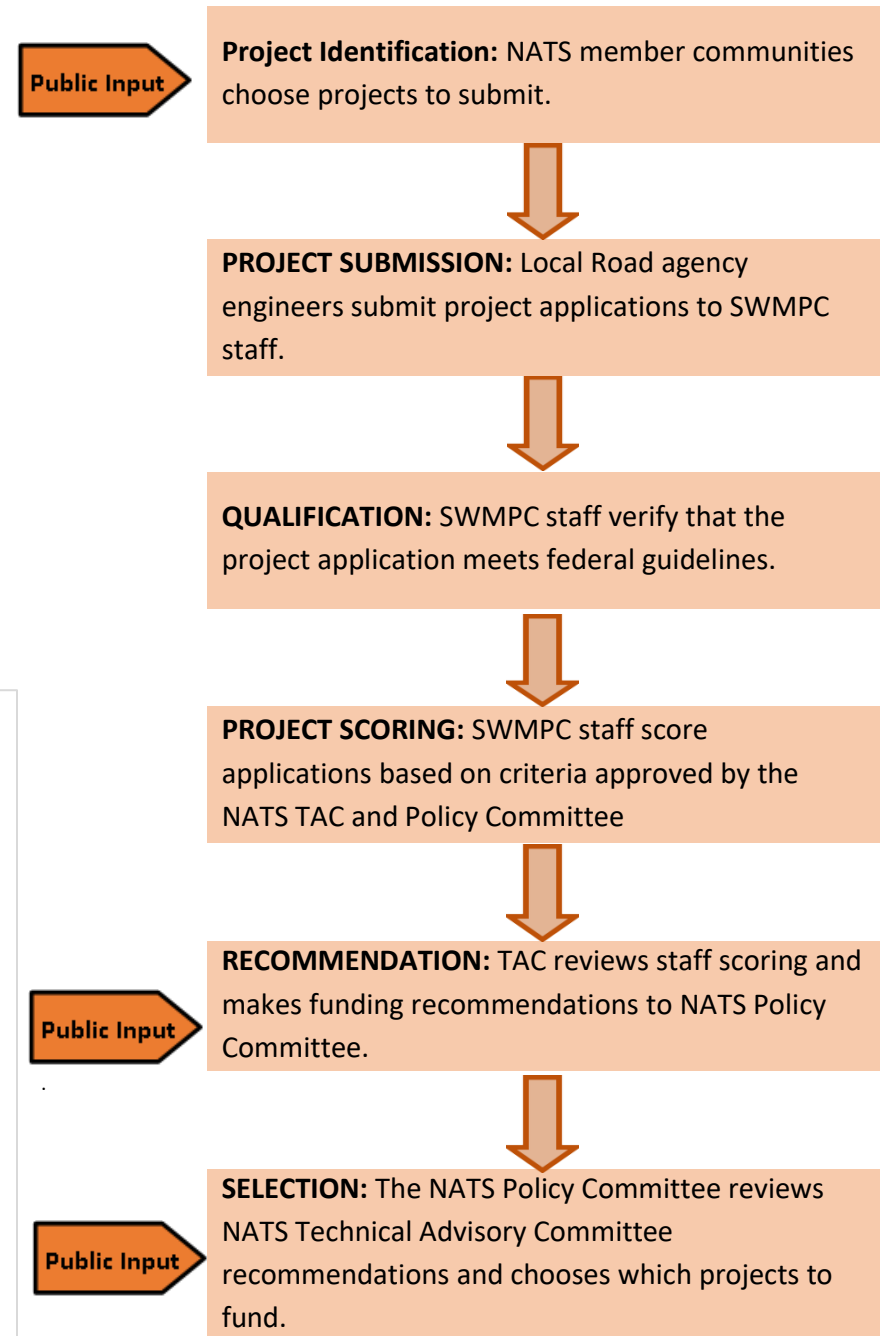 Public Input
Project Identification: NATS member communities
choose projects to submit.
PROJECT SUBMISSION: Local Road agency
engineers submit project applications to SWMPC
staff.
QUALIFICATION: SWMPC staff verify that the
project application meets federal guidelines.
PROJECT SCORING: SWMPC staff score
applications based on criteria approved by the
NATS TAC and Policy Committee
Public Input
.
RECOMMENDATION: TAC reviews staff scoring and
makes funding recommendations to NATS Policy
Committee.
Public Input
SELECTION: The NATS Policy Committee reviews
NATS Technical Advisory Committee
recommendations and chooses which projects to
fund.